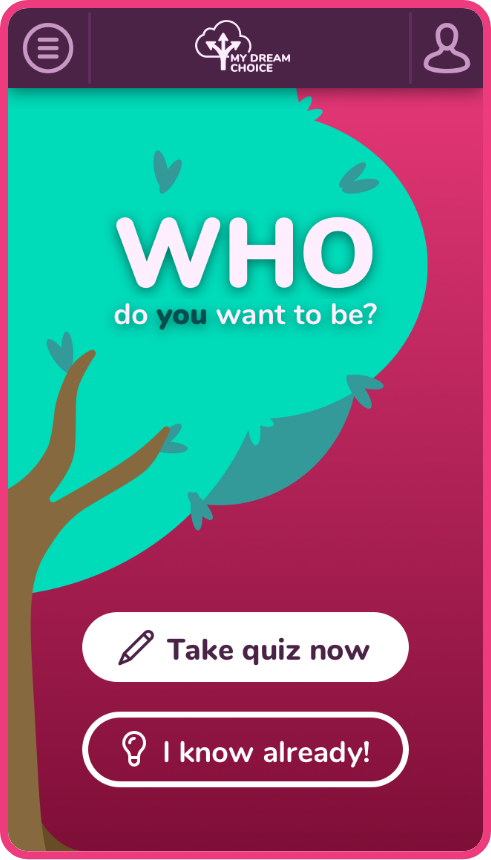 MY DREAM
CHOICE
WHO
do you want to be?
Take quiz now
I know already!